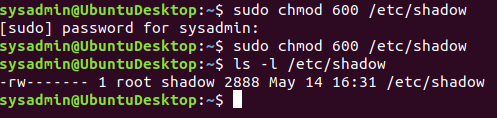 sysadmin@UbuntuDesktop:~$ sudo chmod 600 /etc/shadow
[sudo] password for sysadmin:
sysadmin@UbuntuDesktop:~$ sudo chmod 600 /etc/shadow
sysadmin@UbuntuDesktop:~$ ls -l /etc/shadow
-rw------- 1 root shadow 2888 May 14 16:31 /etc/shadow
sysadmin@UbuntuDesktop:~$